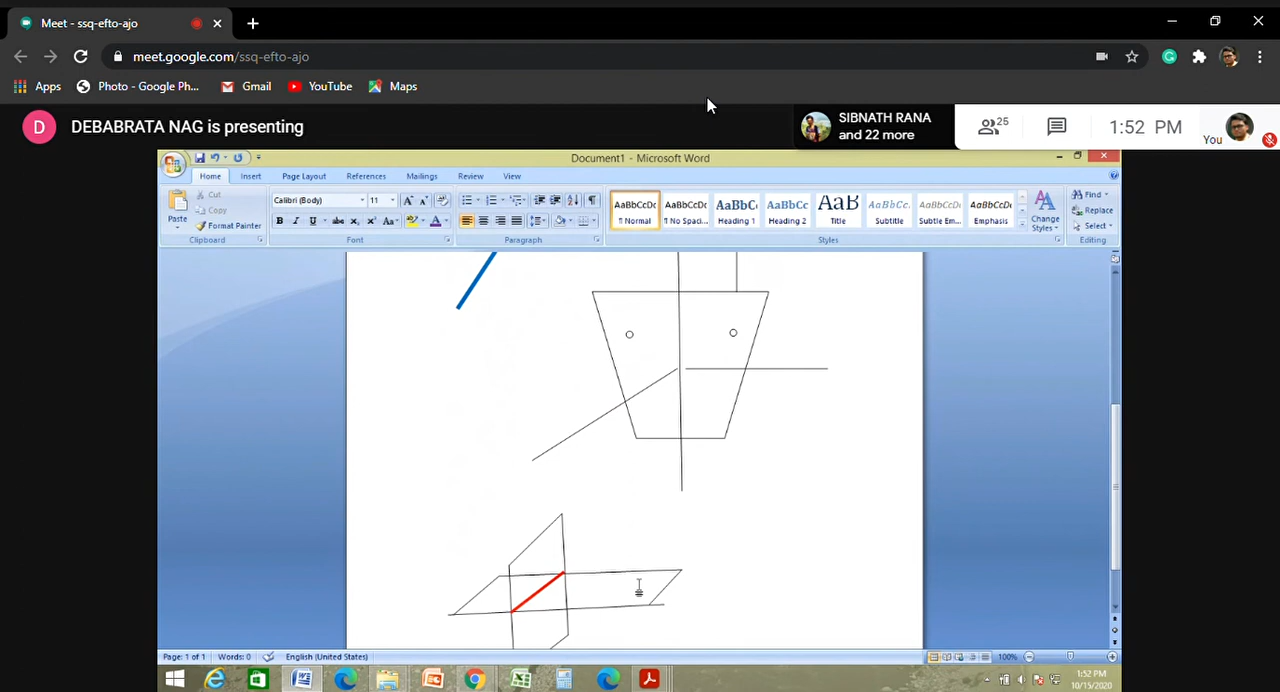 Meet - ssq-efto-ajo
meet.google.com/ssq-efto-ajo
Apps Photo - Google Ph... Gmail YouTube Maps
D DEBABRATA NAG is presenting
SIBNATH RANA
and 22 more
25
1:52 PM
You
Document1 - Microsoft Word
Home Insert Page Layout References Mailings Review View
Paste
Cut
Copy
Format Painter
Clipboard
Calibri (Body) 11
B I U abc
Aa
Font
Paragraph
AaBbCcDc AaBbCcDc AaBbC AaBbCc AaB AaBbCc. AaBbCcDc AaBbCcDc
¶ Normal ¶ No Spaci... Heading 1 Heading 2 Title Subtitle Subtle Em... Emphasis
Change
Styles
Styles
Find
Replace
Select
Editing
Page: 1 of 1 Words: 0 English (United States) 100%
1:52 PM
10/15/2020